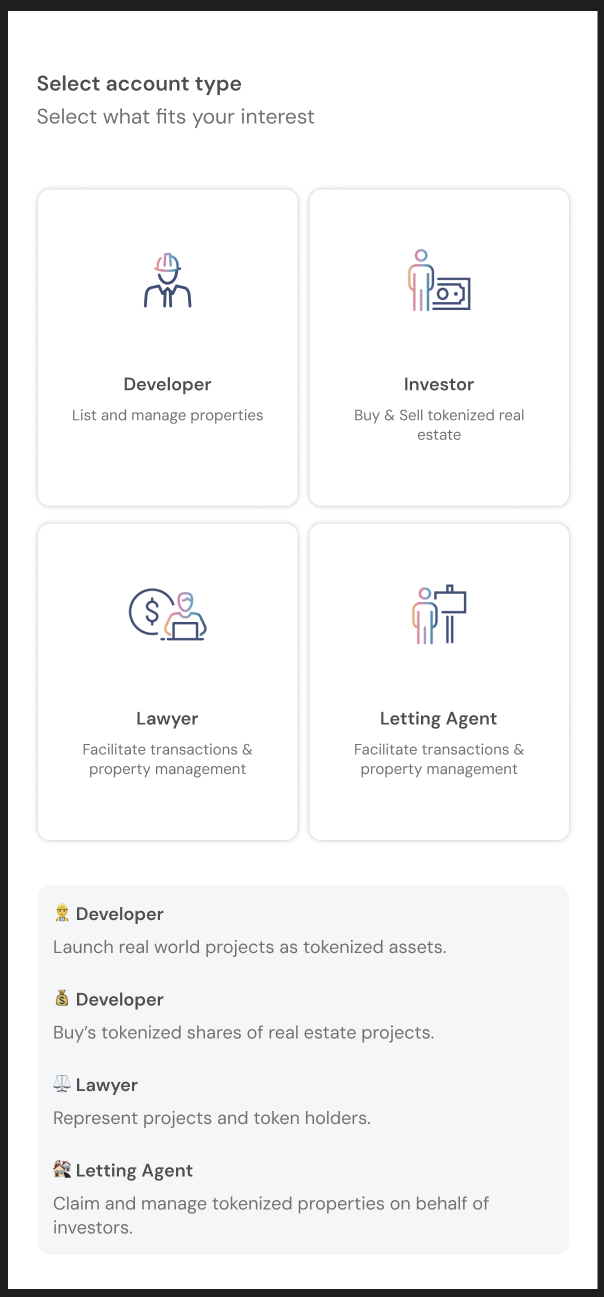 Select account type
Select what fits your interest
Developer
List and manage properties
Investor
Buy & Sell tokenized real
estate
Lawyer
Facilitate transactions &
property management
Letting Agent
Facilitate transactions &
property management
👷 Developer
Launch real world projects as tokenized assets.
💰 Developer
Buy’s tokenized shares of real estate projects.
⚖️ Lawyer
Represent projects and token holders.
🏘️ Letting Agent
Claim and manage tokenized properties on behalf of
investors.